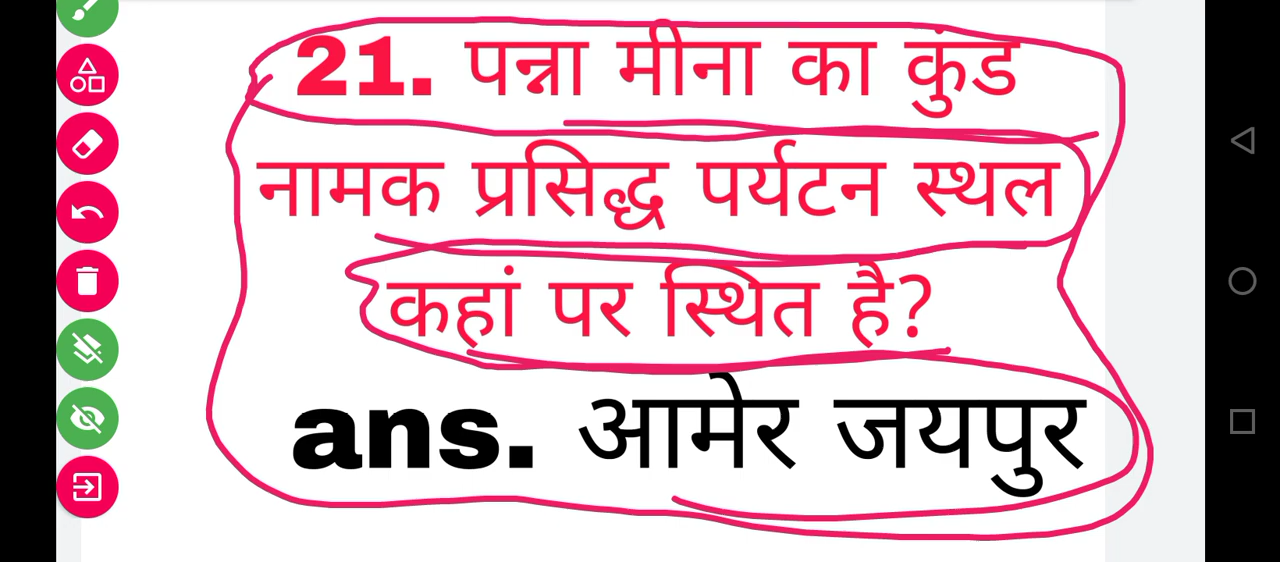 21. पन्ना मीना का कुंड
नामक प्रसिद्ध पर्यटन स्थल
कहां पर स्थित है?
ans. आमेर जयपुर